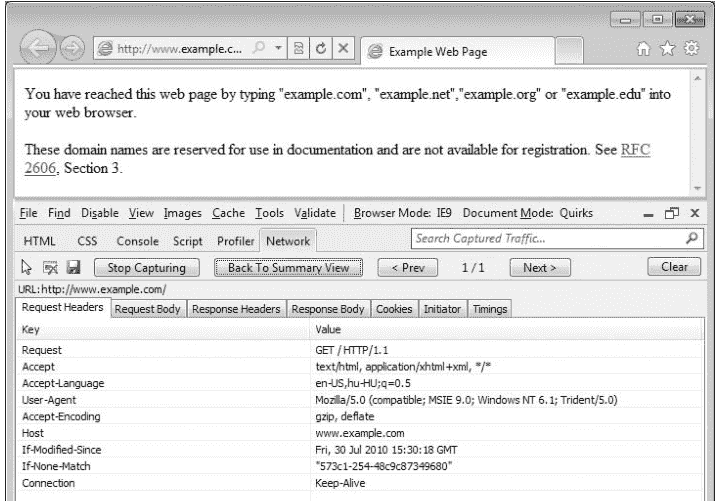 http://www.example.c...
Example Web Page
You have reached this web page by typing "example.com", "example.net","example.org" or "example.edu" into
your web browser.
These domain names are reserved for use in documentation and are not available for registration. See RFC
2606, Section 3.
File Find Disable View Images Cache Tools Validate Browser Mode: IE9 Document Mode: Quirks
HTML CSS Console Script Profiler Network Search Captured Traffic...
Stop Capturing Back To Summary View < Prev 1/1 Next > Clear
URL:http://www.example.com/
Request Headers Request Body Response Headers Response Body Cookies Initiator Timings
Key Value
Request GET / HTTP/1.1
Accept text/html, application/xhtml+xml, */*
Accept-Language en-US,hu-HU;q=0.5
User-Agent Mozilla/5.0 (compatible; MSIE 9.0; Windows NT 6.1; Trident/5.0)
Accept-Encoding gzip, deflate
Host www.example.com
If-Modified-Since Fri, 30 Jul 2010 15:30:18 GMT
If-None-Match "573c1-254-48c9c87349680"
Connection Keep-Alive